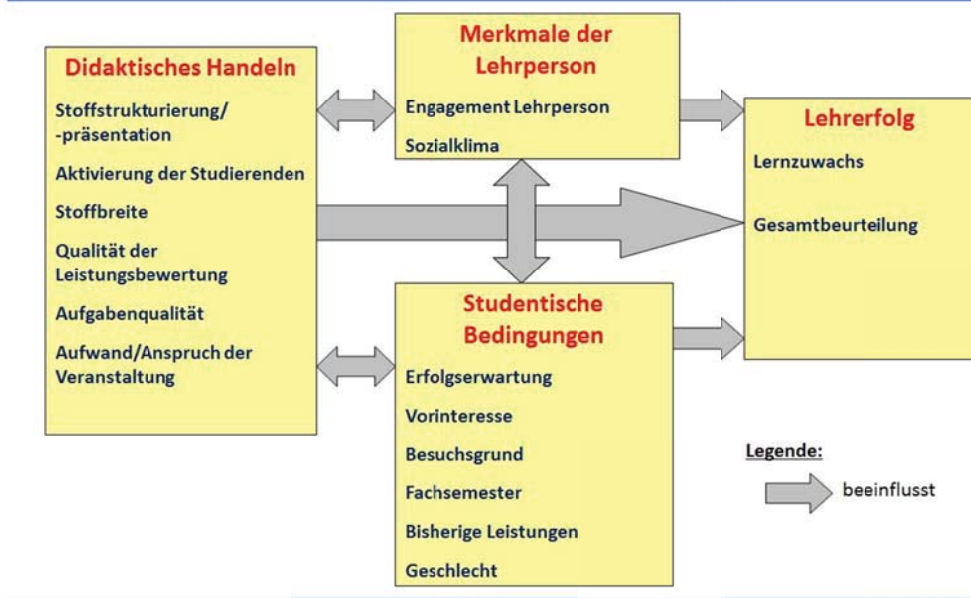 Didaktisches Handeln
Stoffstrukturierung/
-präsentation
Aktivierung der Studierenden
Stoffbreite
Qualität der
Leistungsbewertung
Aufgabenqualität
Aufwand/Anspruch der
Veranstaltung
Merkmale der
Lehrperson
Engagement Lehrperson
Sozialklima
Studentische
Bedingungen
Erfolgserwartung
Vorinteresse
Besuchsgrund
Fachsemester
Bisherige Leistungen
Geschlecht
Lehrerfolg
Lernzuwachs
Gesamtbeurteilung
Legende:
beeinflusst